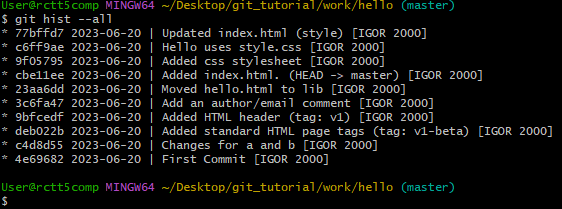 User@rctt5comp MINGW64 ~/Desktop/git_tutorial/work/hello (master)
$ git hist --all
* 77bffd7 2023-06-20 | Updated index.html (style) [IGOR 2000]
* c6ff9ae 2023-06-20 | Hello uses style.css [IGOR 2000]
* 9f05795 2023-06-20 | Added css stylesheet [IGOR 2000]
* cbe11ee 2023-06-20 | Added index.html. (HEAD -> master) [IGOR 2000]
* 23aa6dd 2023-06-20 | Moved hello.html to lib [IGOR 2000]
* 3c6fa47 2023-06-20 | Add an author/email comment [IGOR 2000]
* 9bfcedf 2023-06-20 | Added HTML header (tag: v1) [IGOR 2000]
* deb022b 2023-06-20 | Added standard HTML page tags (tag: v1-beta) [IGOR 2000]
* c4d8d55 2023-06-20 | Changes for a and b [IGOR 2000]
* 4e69682 2023-06-20 | First Commit [IGOR 2000]
User@rctt5comp MINGW64 ~/Desktop/git_tutorial/work/hello (master)
$